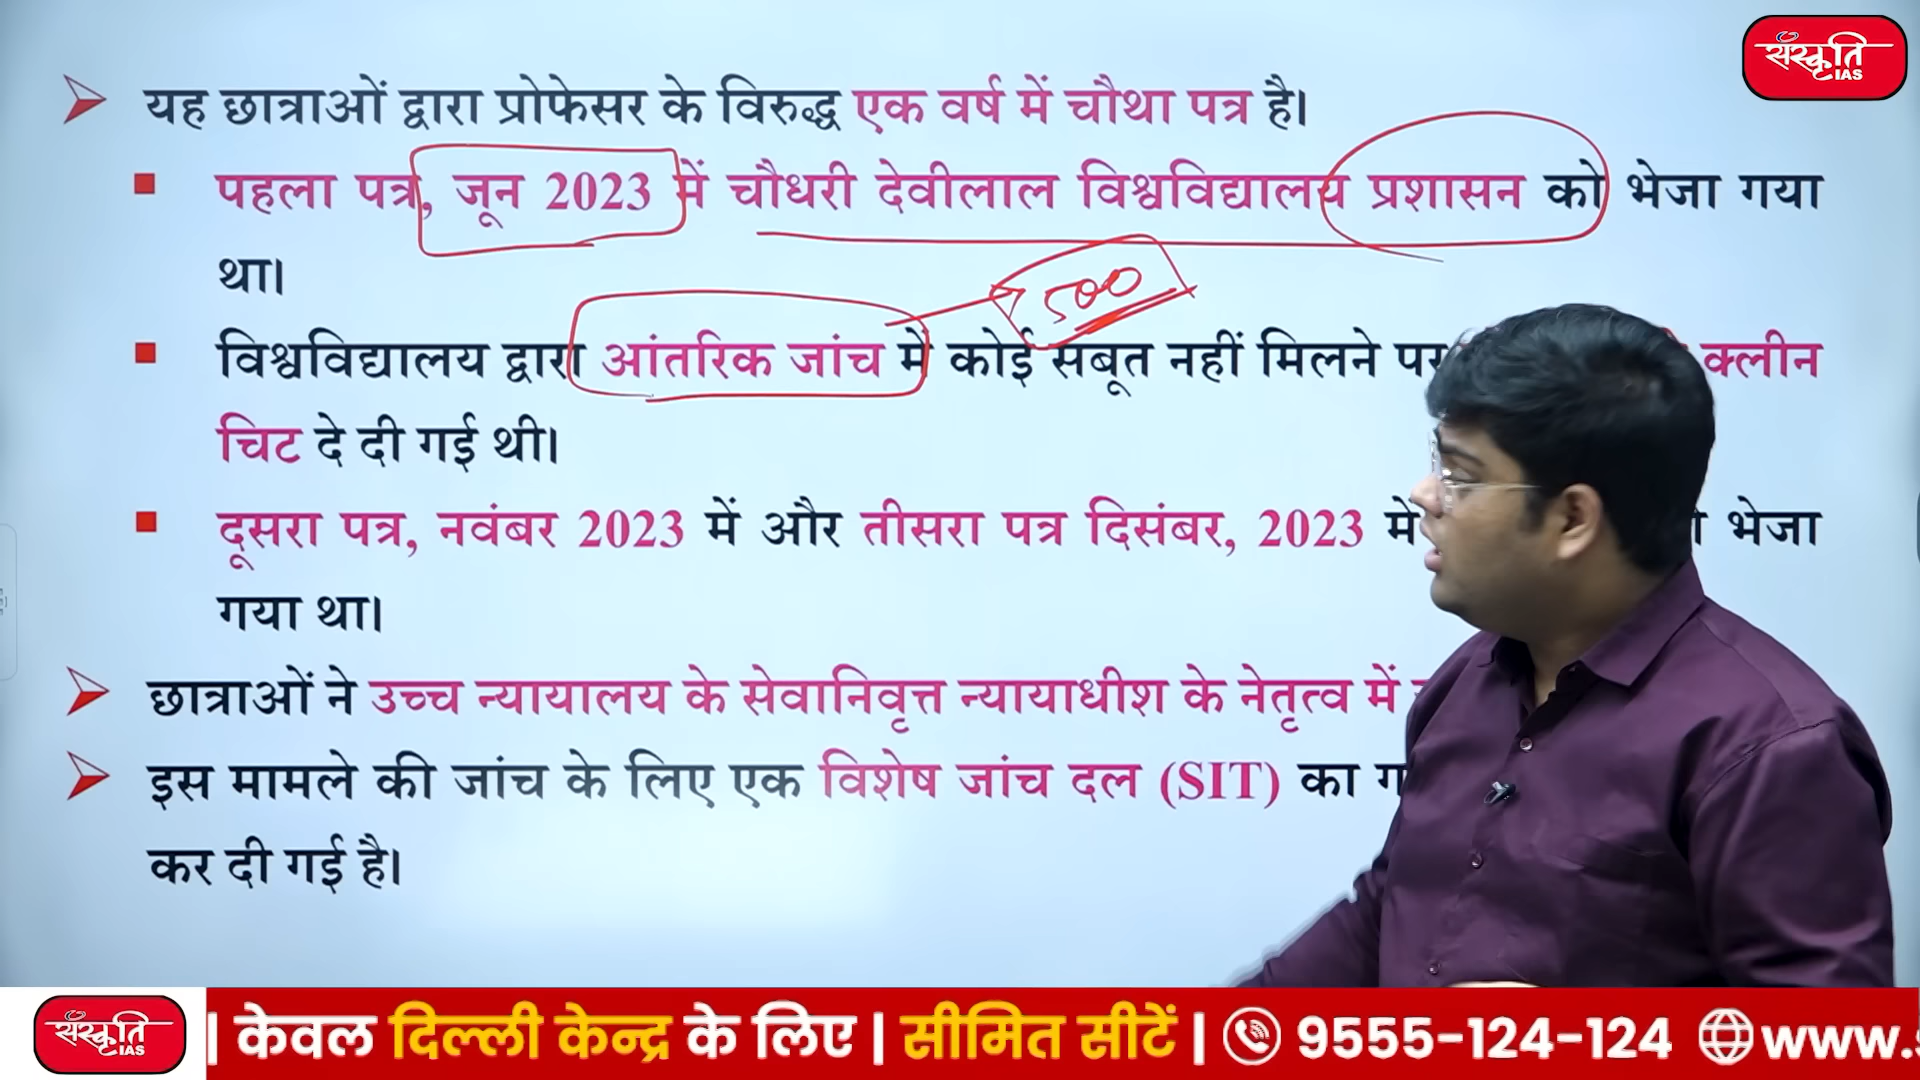 संस्कृति
IAS
यह छात्राओं द्वारा प्रोफेसर के विरुद्ध एक वर्ष में चौथा पत्र है।
पहला पत्र, जून 2023 में चौधरी देवीलाल विश्वविद्यालय प्रशासन को भेजा गया
था।
500
विश्वविद्यालय द्वारा आंतरिक जांच में कोई सबूत नहीं मिलने पर क्लीन
चिट दे दी गई थी।
दूसरा पत्र, नवंबर 2023 में और तीसरा पत्र दिसंबर, 2023 में भेजा
गया था।
छात्राओं ने उच्च न्यायालय के सेवानिवृत्त न्यायाधीश के नेतृत्व में
इस मामले की जांच के लिए एक विशेष जांच दल (SIT) का
कर दी गई है।
संस्कृति
IAS
| केवल दिल्ली केन्द्र के लिए | सीमित सीटें | 9555-124-124 www.